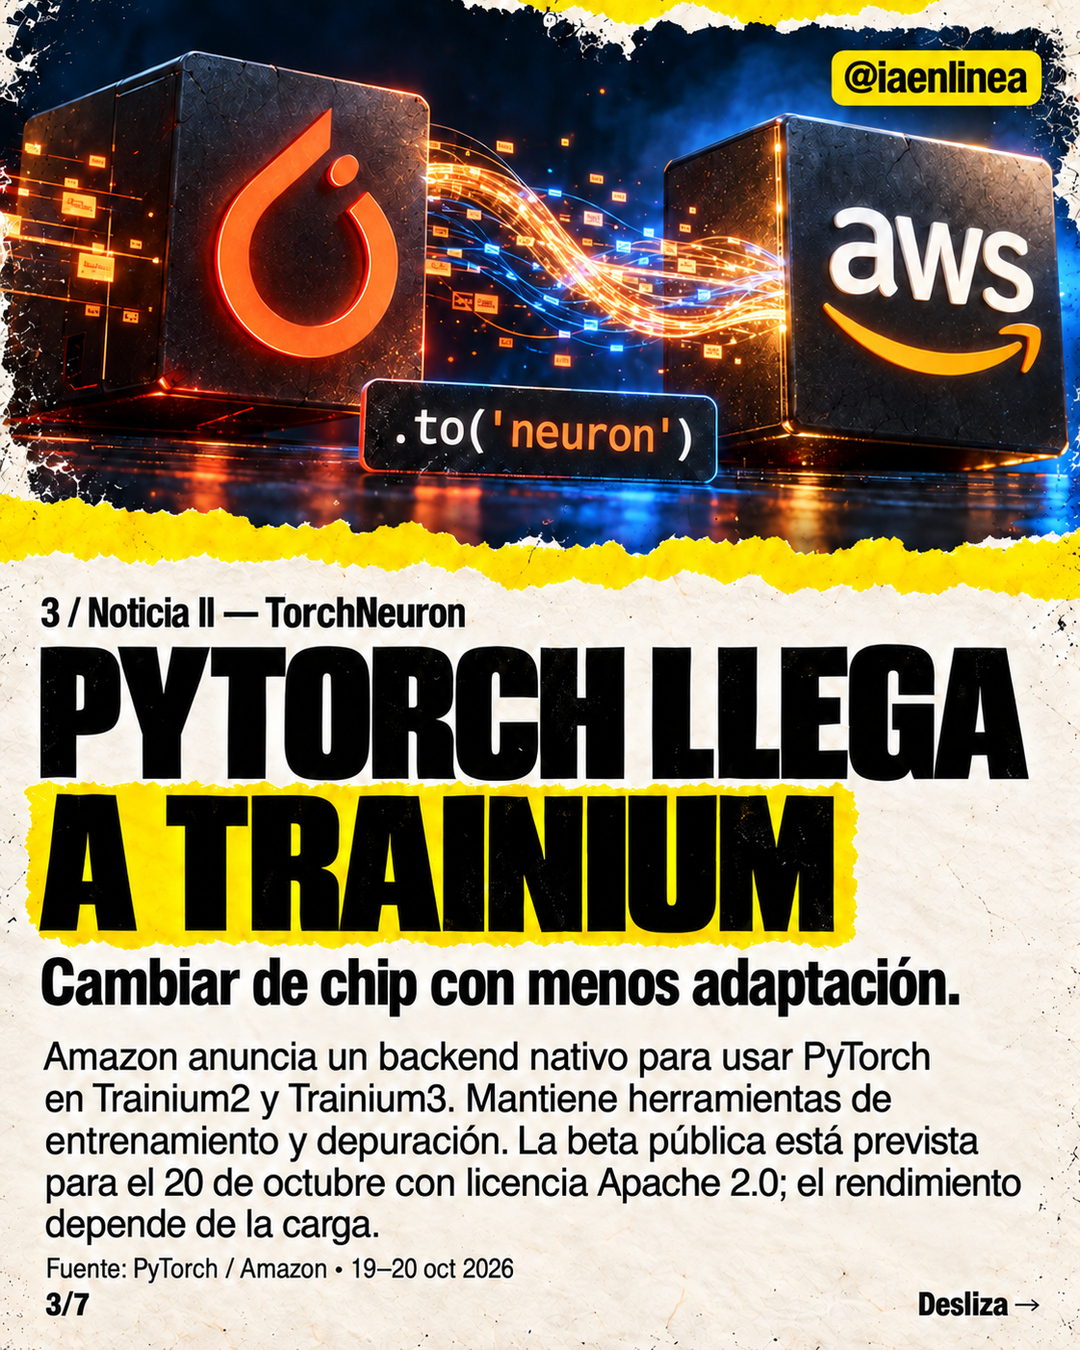 @iaenlinea
aws
.to('neuron')
3 / Noticia II — TorchNeuron
PYTORCH LLEGA
A TRAINIUM
Cambiar de chip con menos adaptación.
Amazon anuncia un backend nativo para usar PyTorch
en Trainium2 y Trainium3. Mantiene herramientas de
entrenamiento y depuración. La beta pública está prevista
para el 20 de octubre con licencia Apache 2.0; el rendimiento
depende de la carga.
Fuente: PyTorch / Amazon • 19–20 oct 2026
3/7
Desliza →